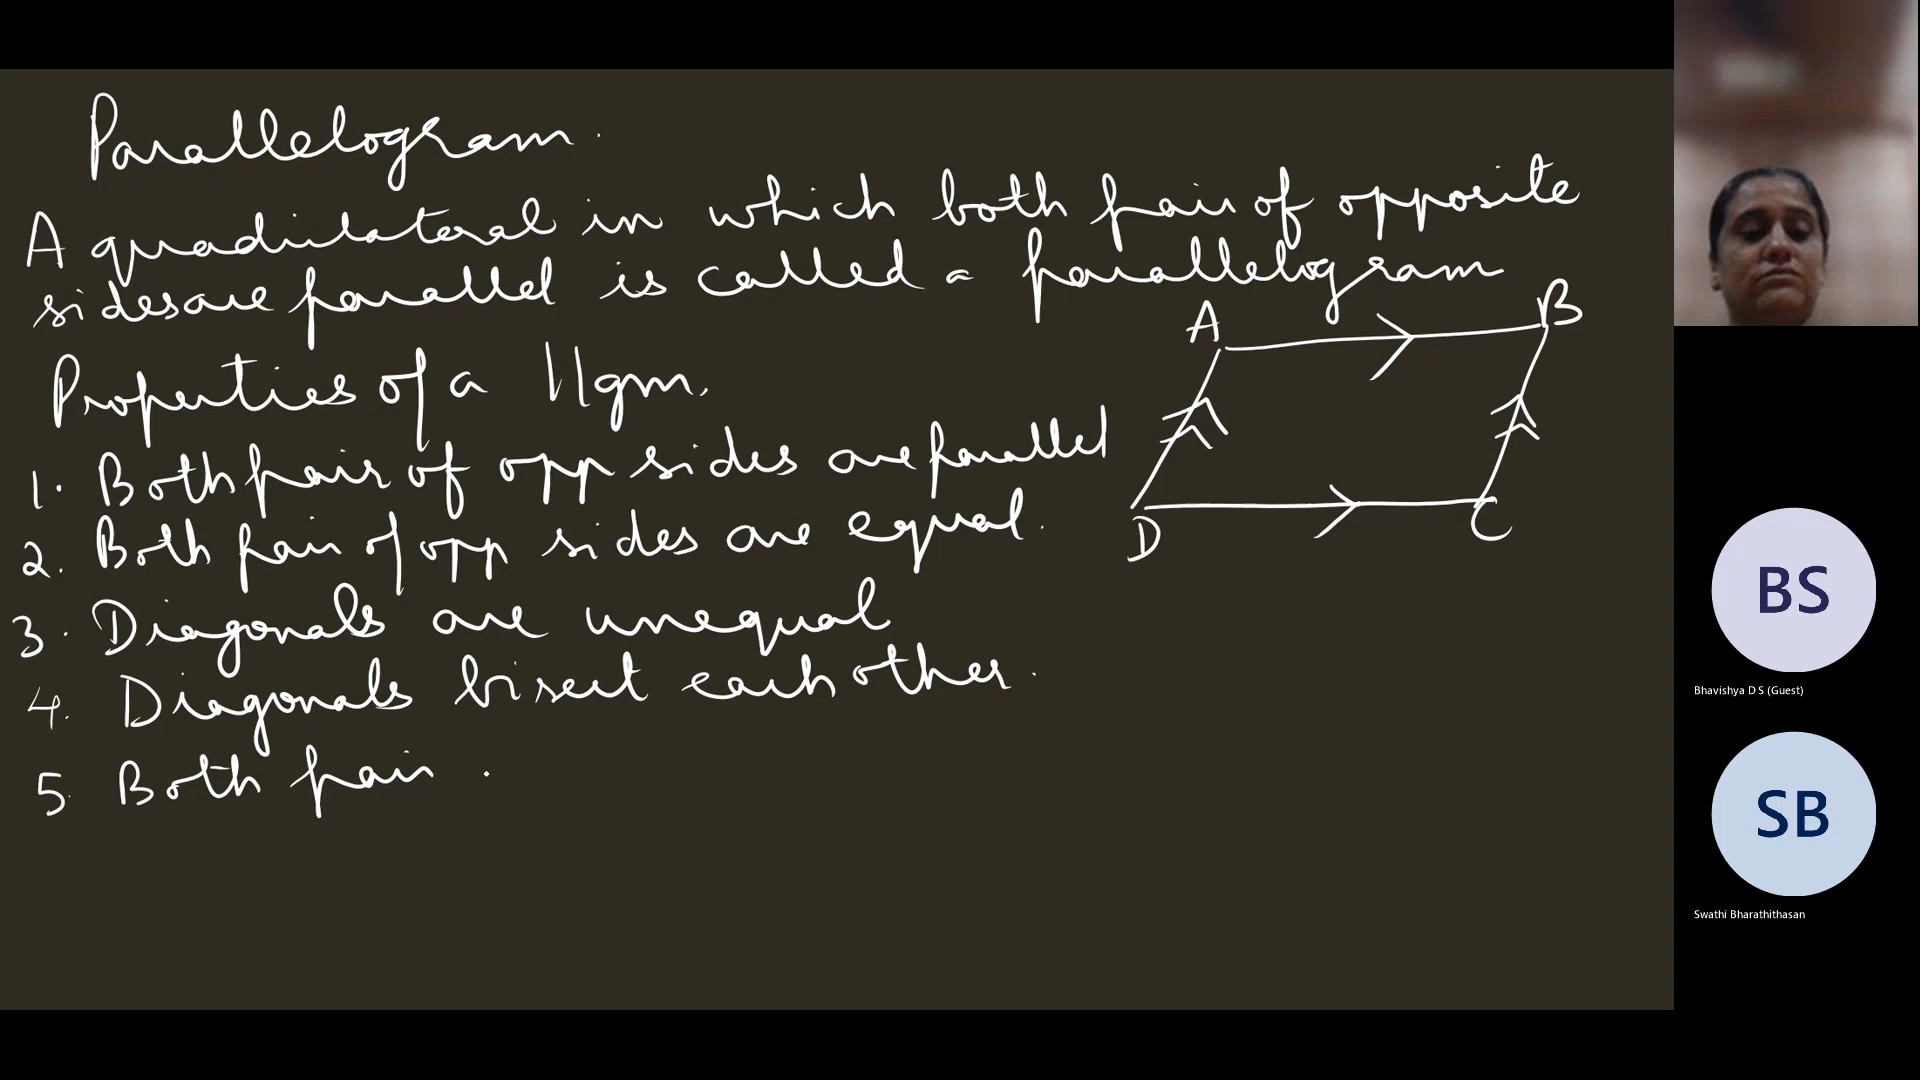 Parallelogram.
A quadrilateral in which both pair of opposite
sides are parallel is called a parallelogram
Properties of a ||gm.
1. Both pair of opp sides are parallel
2. Both pair of opp sides are equal.
3. Diagonals are unequal
4. Diagonals bisect each other.
5. Both pair .
A
B
D
C
BS
Bhavishya D S (Guest)
SB
Swathi Bharathithasan